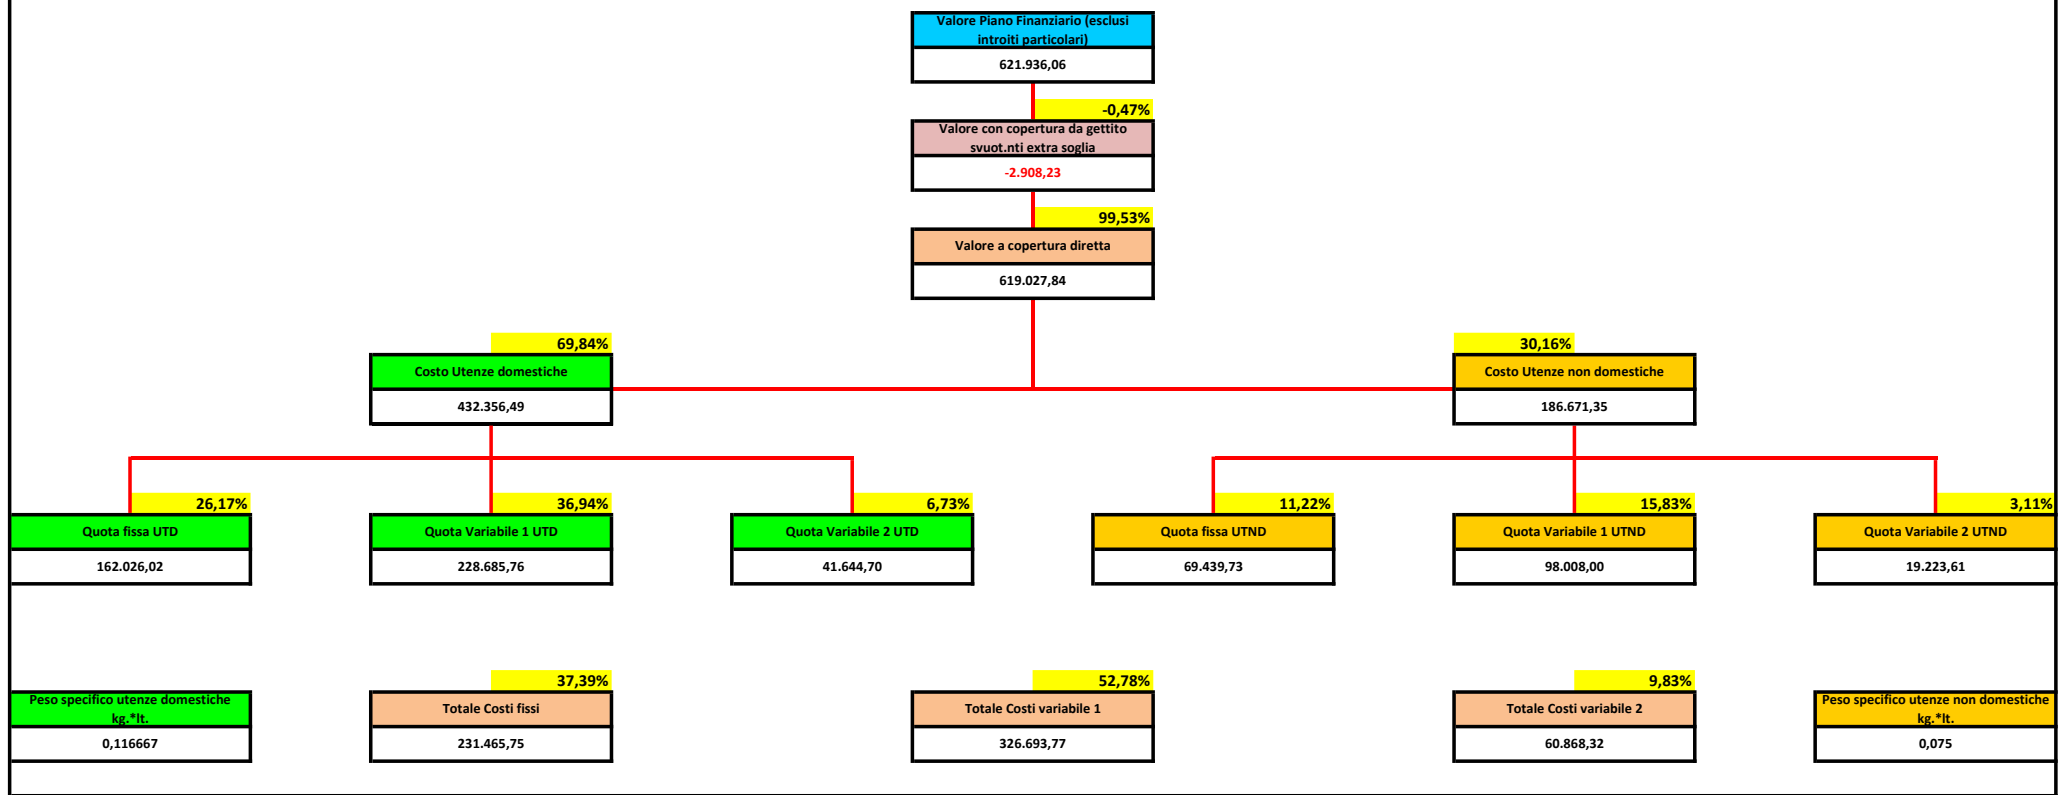 Valore Piano Finanziario (esclusi
introiti particolari)
621.936,06
-0,47%
Valore con copertura da gettito
svuot.nti extra soglia
-2.908,23
99,53%
Valore a copertura diretta
619.027,84
69,84%
30,16%
Costo Utenze domestiche
Costo Utenze non domestiche
432.356,49
186.671,35
26,17%
36,94%
6,73%
11,22%
15,83%
3,11%
Quota fissa UTD
Quota Variabile 1 UTD
Quota Variabile 2 UTD
Quota fissa UTND
Quota Variabile 1 UTND
Quota Variabile 2 UTND
162.026,02
228.685,76
41.644,70
69.439,73
98.008,00
19.223,61
37,39%
52,78%
9,83%
Peso specifico utenze domestiche
kg.*lt.
Totale Costi fissi
Totale Costi variabile 1
Totale Costi variabile 2
Peso specifico utenze non domestiche
kg.*lt.
0,116667
231.465,75
326.693,77
60.868,32
0,075